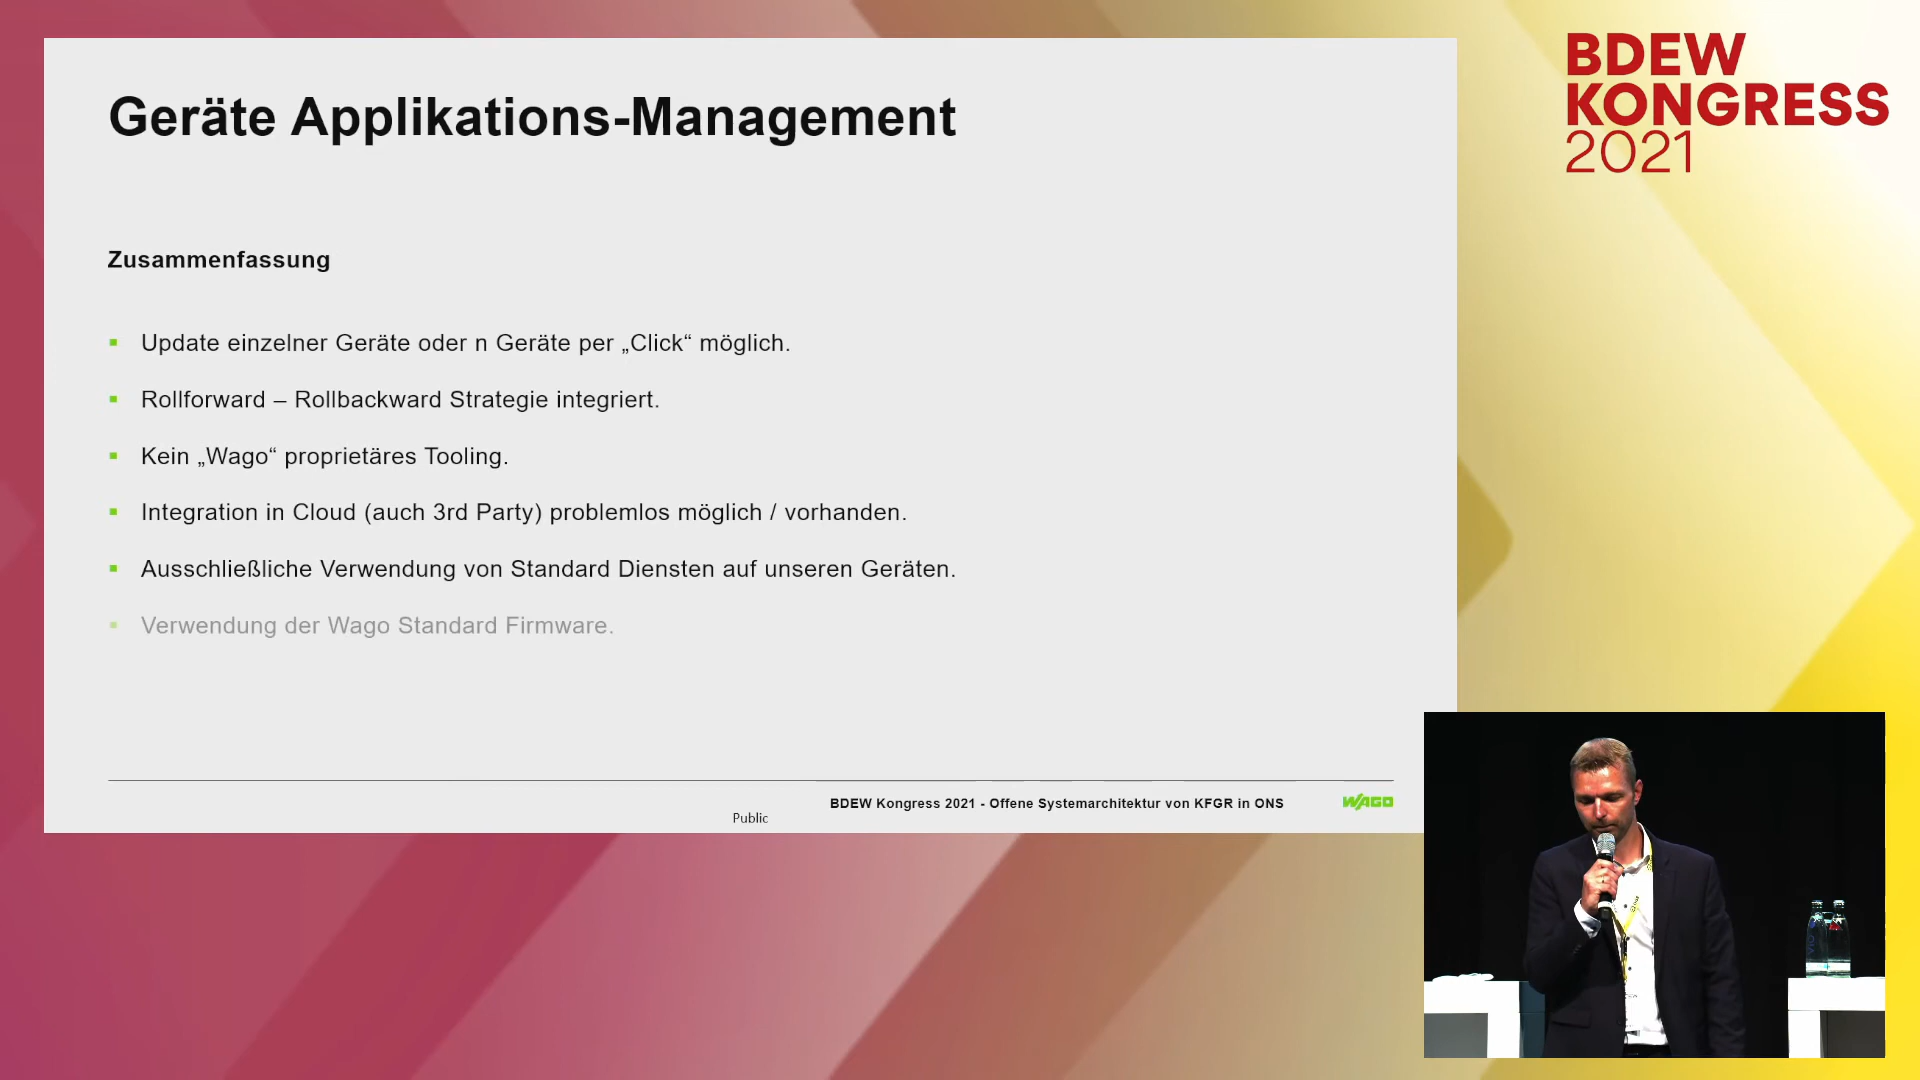 BDEW
KONGRESS
2021
Geräte Applikations-Management
Zusammenfassung
Update einzelner Geräte oder n Geräte per „Click“ möglich.
Rollforward – Rollbackward Strategie integriert.
Kein „Wago“ proprietäres Tooling.
Integration in Cloud (auch 3rd Party) problemlos möglich / vorhanden.
Ausschließliche Verwendung von Standard Diensten auf unseren Geräten.
Verwendung der Wago Standard Firmware.
BDEW Kongress 2021 - Offene Systemarchitektur von KFGR in ONS
WAGO
Public